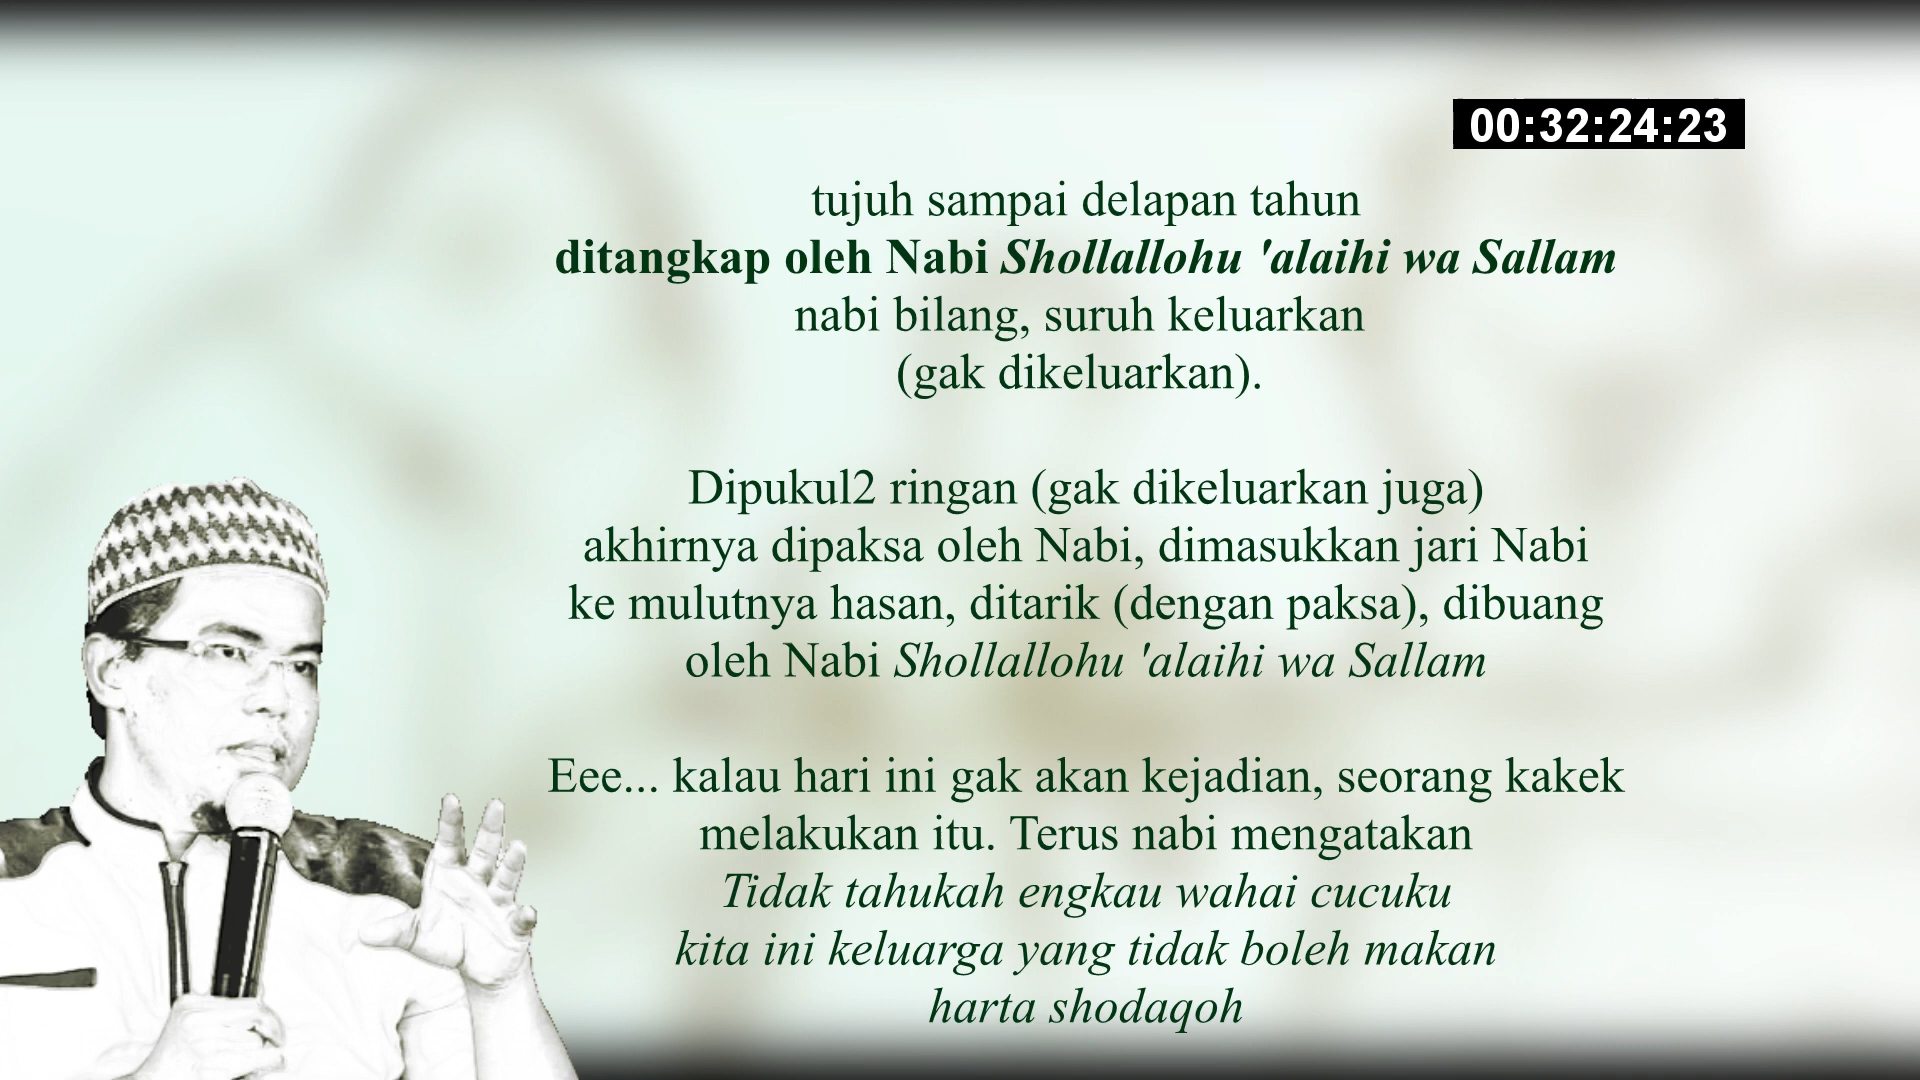 00:32:24:23
tujuh sampai delapan tahun
ditangkap oleh Nabi Shollallohu 'alaihi wa Sallam
nabi bilang, suruh keluarkan
(gak dikeluarkan).
Dipukul2 ringan (gak dikeluarkan juga)
akhirnya dipaksa oleh Nabi, dimasukkan jari Nabi
ke mulutnya hasan, ditarik (dengan paksa), dibuang
oleh Nabi Shollallohu 'alaihi wa Sallam
Eee... kalau hari ini gak akan kejadian, seorang kakek
melakukan itu. Terus nabi mengatakan
Tidak tahukah engkau wahai cucuku
kita ini keluarga yang tidak boleh makan
harta shodaqoh